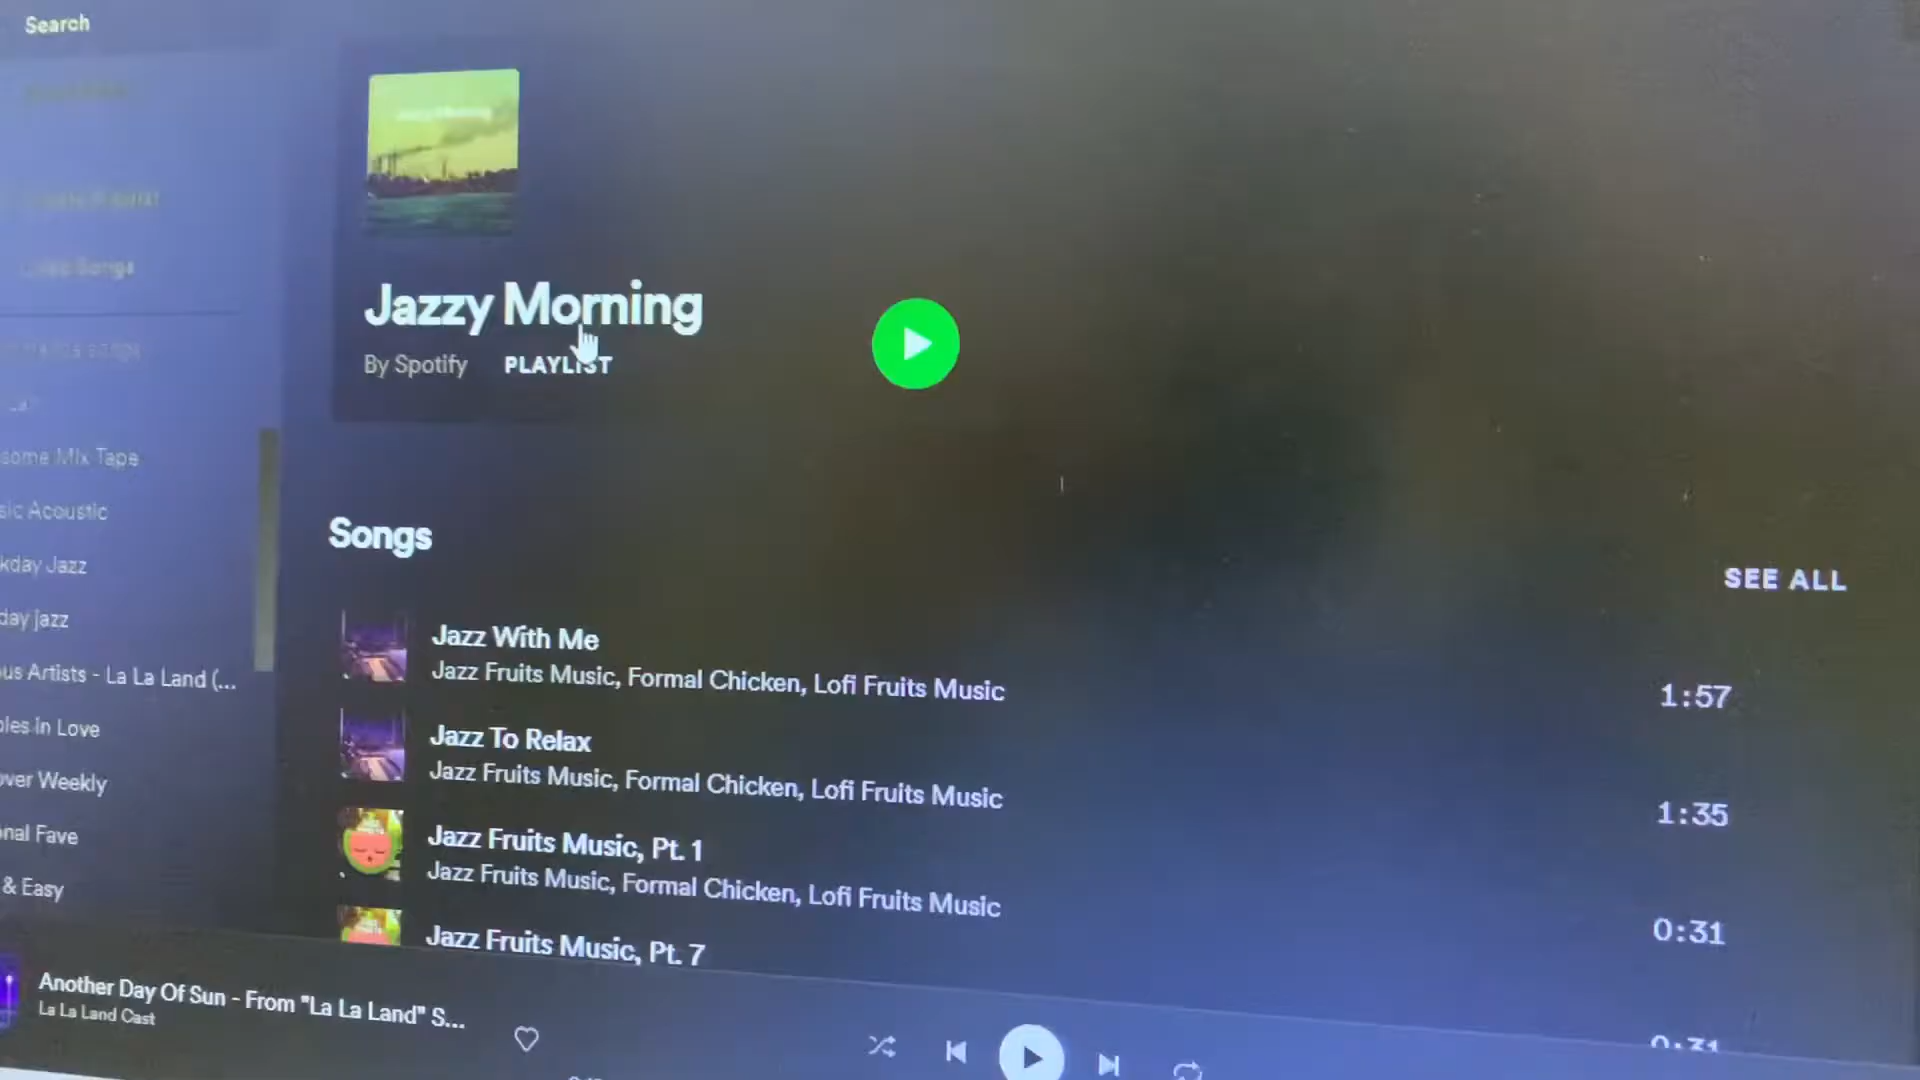 Search
Jazzy Morning
By Spotify PLAYLIST
Songs
some Mix Tape
sic Acoustic
kday Jazz
day jazz
us Artists - La La Land (...
les In Love
ver Weekly
nal Fave
& Easy
SEE ALL
Jazz With Me
Jazz Fruits Music, Formal Chicken, Lofi Fruits Music
1:57
Jazz To Relax
Jazz Fruits Music, Formal Chicken, Lofi Fruits Music
1:35
Jazz Fruits Music, Pt. 1
Jazz Fruits Music, Formal Chicken, Lofi Fruits Music
0:31
Jazz Fruits Music, Pt. 7
0:31
Another Day Of Sun - From "La La Land" S...
La La Land Cast